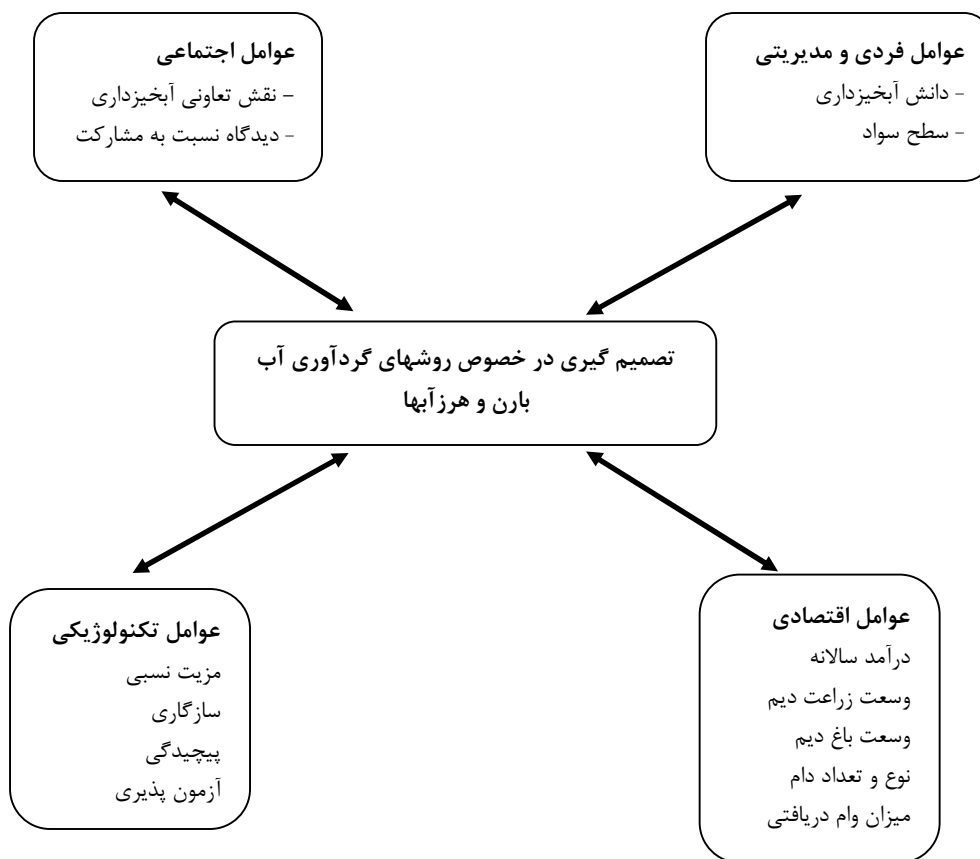 عوامل فردی و مدیریتی
- دانش آبخیزداری
- سطح سواد
عوامل اجتماعی
– نقش تعاونی آبخیزداری
- دیدگاه نسبت به مشارکت
تصمیم گیری در خصوص روشهای گردآوری آب
بارن و هرزآبها
عوامل اقتصادی
درآمد سالانه
وسعت زراعت دیم
وسعت باغ دیم
نوع و تعداد دام
میزان وام دریافتی
عوامل تکنولوژیکی
مزیت نسبی
سازگاری
پیچیدگی
آزمون پذیری